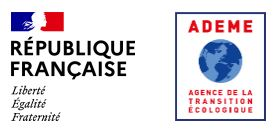 RÉPUBLIQUE
FRANÇAISE
Liberté
Égalité
Fraternité
ADEME
AGENCE DE LA
TRANSITION
ÉCOLOGIQUE